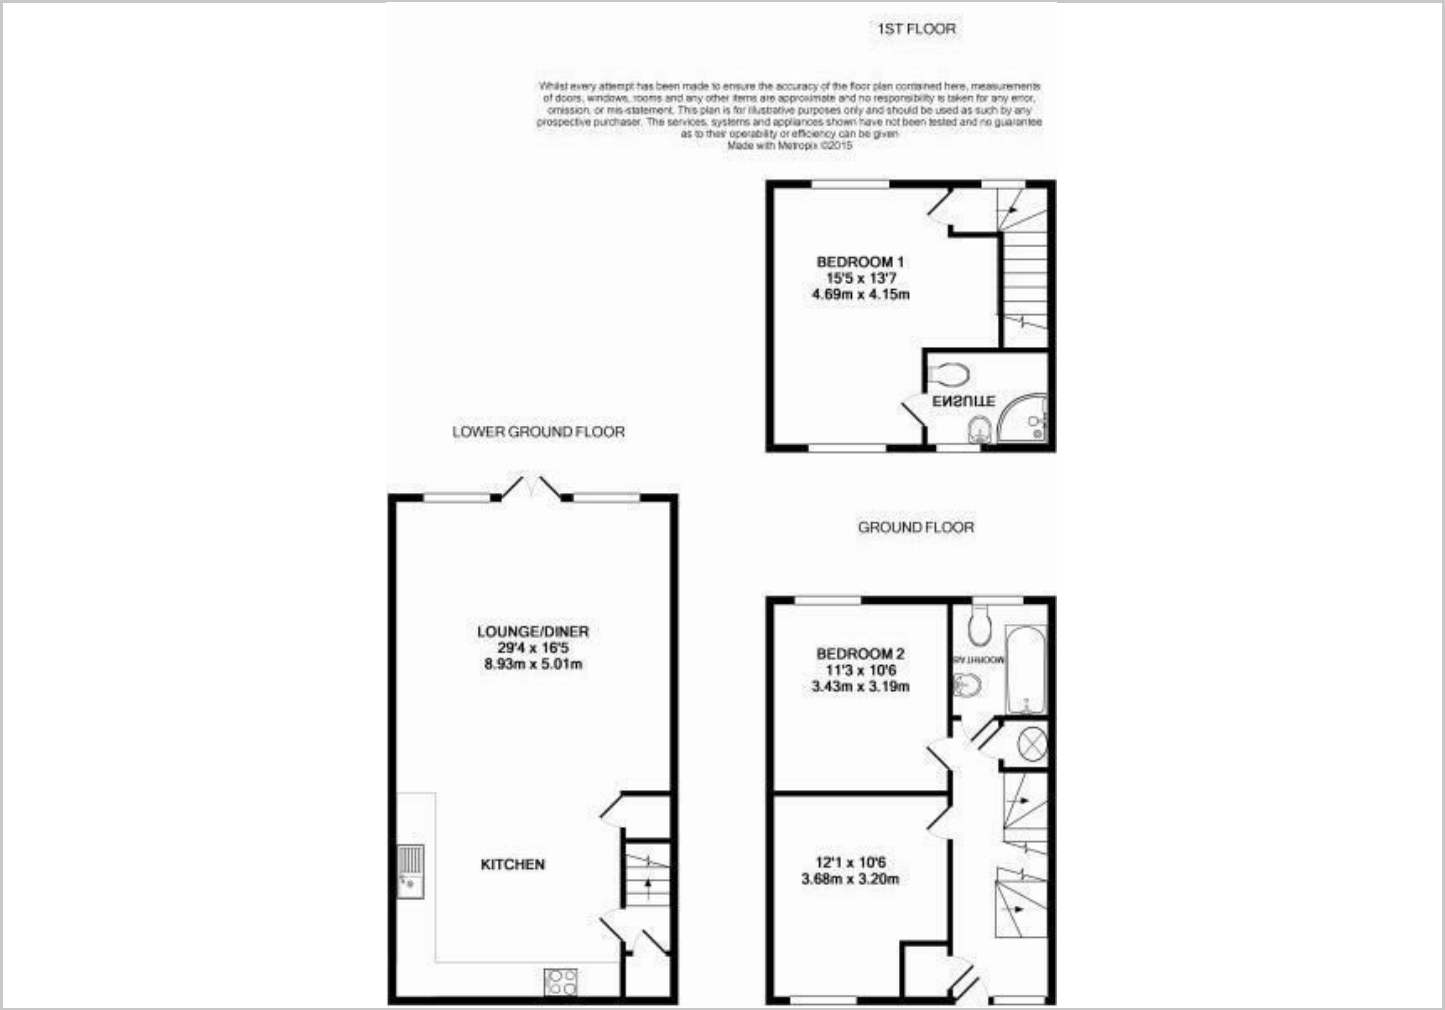 1ST FLOOR
Whilst every attempt has been made to ensure the accuracy of the floor plan contained here, measurements
of doors, windows, rooms and any other items are approximate and no responsibility is taken for any error,
omission, or mis-statement. This plan is for illustrative purposes only and should be used as such by any
prospective purchaser. The services, systems and appliances shown have not been tested and no guarantee
as to their operability or efficiency can be given
Made with Metropix ©2015
BEDROOM 1
15'5 x 13'7
4.69m x 4.15m
ENSUITE
LOWER GROUND FLOOR
LOUNGE/DINER
29'4 x 16'5
8.93m x 5.01m
KITCHEN
GROUND FLOOR
BEDROOM 2
11'3 x 10'6
3.43m x 3.19m
BATHROOM
12'1 x 10'6
3.68m x 3.20m